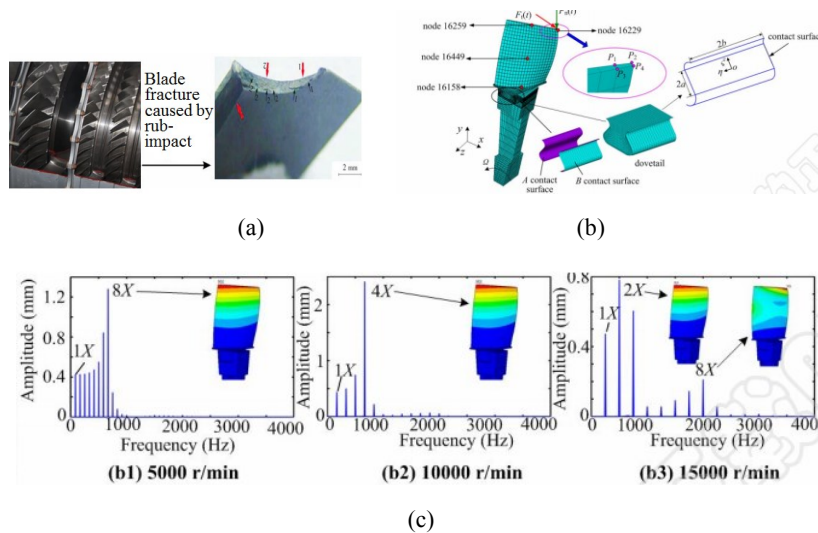 Blade
fracture
caused by
rub-
impact
2 mm
(a)
node 16259
node 16229
node 16449
node 16158
P₁
P₂
P₃
P₄
2b
contact surface
2a
ξ
η
o
y
x
z
Ω
A contact
surface
B contact surface
dovetail
(b)
Amplitude (mm)
1.2
0.8
0.4
0
8X
1X
0
1000
2000
3000
4000
Frequency (Hz)
(b1) 5000 r/min
Amplitude (mm)
2
1
0
4X
1X
0
1000
2000
3000
4000
Frequency (Hz)
(b2) 10000 r/min
Amplitude (mm)
0.8
0.4
0
2X
1X
8X
0
1000
2000
3000
4000
Frequency (Hz)
(b3) 15000 r/min
(c)